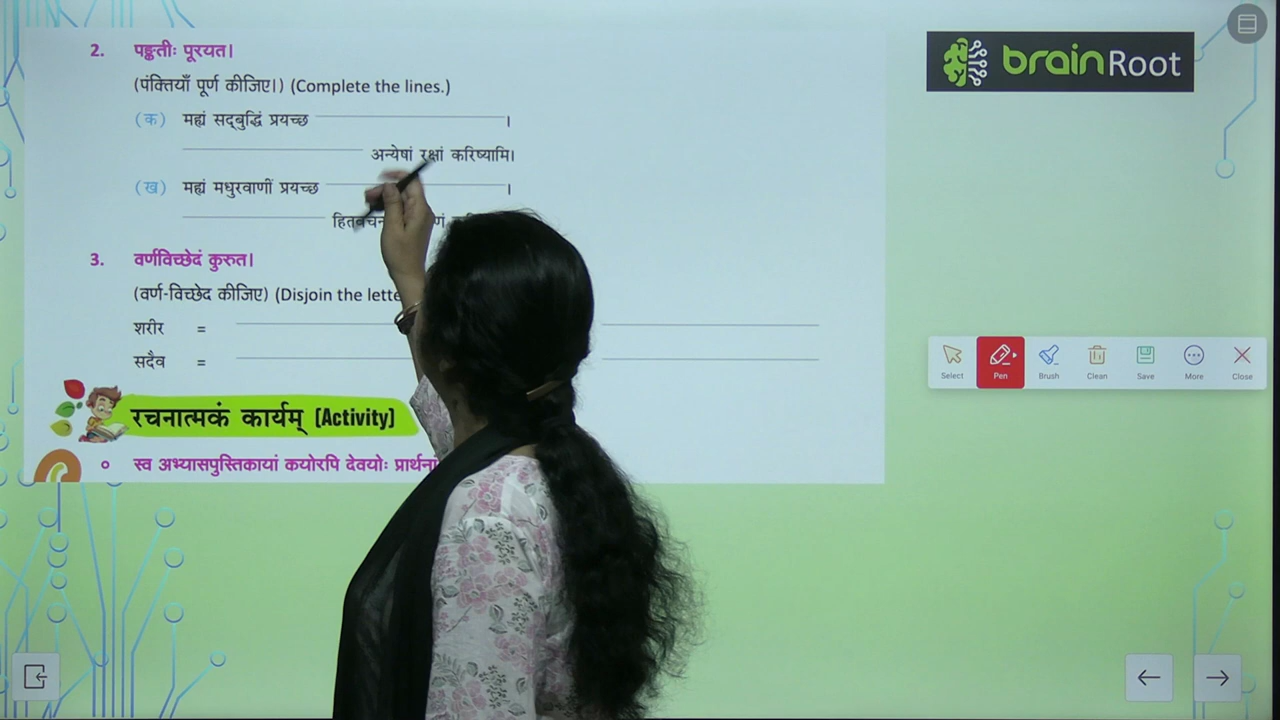 2. पङ्क्तीः पूरयत।
(पंक्तियाँ पूर्ण कीजिए।) (Complete the lines.)
(क) मह्यं सद्‌बुद्धिं प्रयच्छ ।
अन्येषां रक्षां करिष्यामि।
(ख) मह्यं मधुरवाणीं प्रयच्छ ।
3. वर्णविच्छेदं कुरुत।
(वर्ण-विच्छेद कीजिए) (Disjoin the
शरीर =
सदैव =
रचनात्मकं कार्यम् (Activity)
स्व अभ्यासपुस्तिकायां कयोरपि देवयोः
brainRoot
Select Pen Brush Clean Save More Close